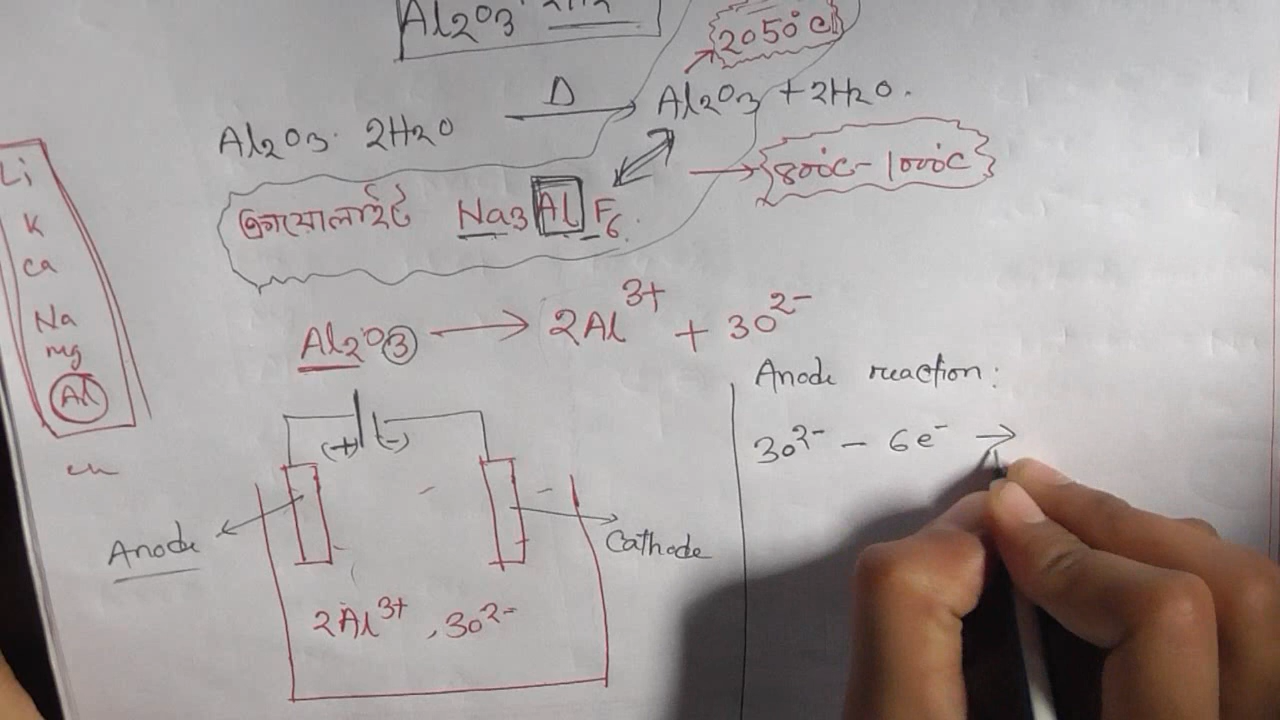 Al2O3. 2H2
2050°C
Al2O3. 2H2O —Δ→ Al2O3 + 2H2O.
ক্রায়োলাইট Na3AlF6.
→ 800°C - 1000°C
Li
K
Ca
Na
mg
Al
Al2O3 → 2Al³⁺ + 3O²⁻
Anode reaction:
3O²⁻ - 6e⁻ →
(+) (-)
Anode
Cathode
2Al³⁺, 3O²⁻